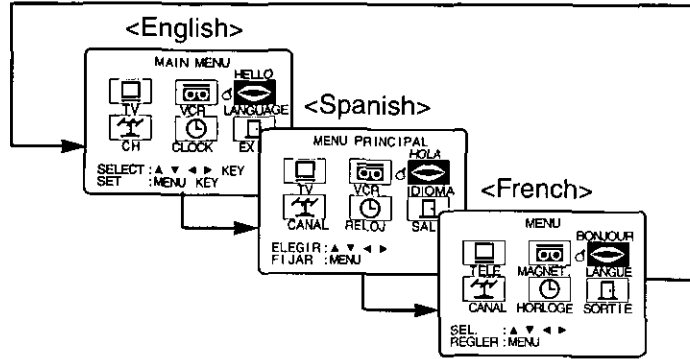 <English>
MAIN MENU
HELLO
TV VCR LANGUAGE
CH CLOCK EX
SELECT :▲ ▼ ◀ ▶ KEY
SET :MENU KEY
<Spanish>
MENU PRINCIPAL
HOLA
TV VCR IDIOMA
CANAL RELOJ SAL
ELEGIR :▲ ▼ ◀ ▶
FIJAR :MENU
<French>
MENU
BONJOUR
TELE MAGNET. LANGUE
CANAL HORLOGE SORTIE
SEL. :▲ ▼ ◀ ▶
REGLER :MENU